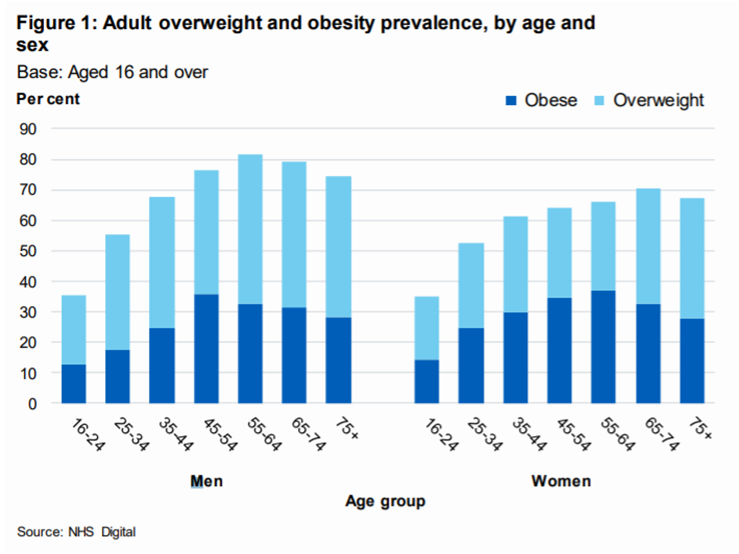 Figure 1: Adult overweight and obesity prevalence, by age and
sex
Base: Aged 16 and over
Per cent
Obese Overweight
90
80
70
60
50
40
30
20
10
0
16-24 25-34 35-44 45-54 55-64 65-74 75+ 16-24 25-34 35-44 45-54 55-64 65-74 75+
Men Women
Age group
Source: NHS Digital